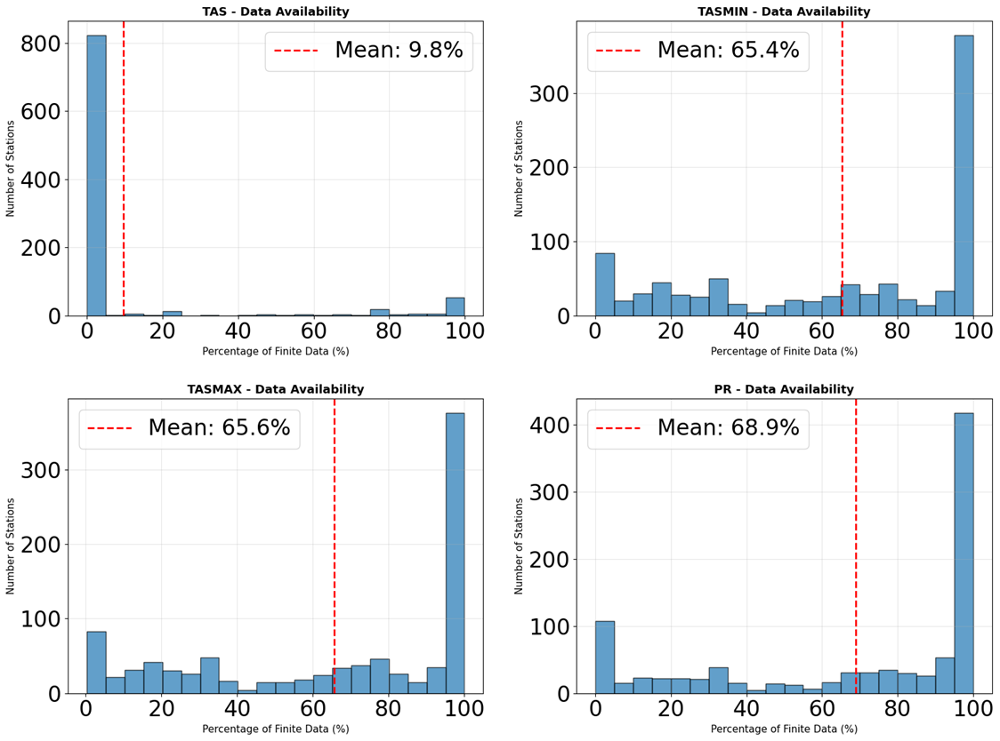 TAS - Data Availability
Mean: 9.8%
800
600
400
200
0
0 20 40 60 80 100
Number of Stations
Percentage of Finite Data (%)
TASMIN - Data Availability
Mean: 65.4%
300
200
100
0
0 20 40 60 80 100
Number of Stations
Percentage of Finite Data (%)
TASMAX - Data Availability
Mean: 65.6%
300
200
100
0
0 20 40 60 80 100
Number of Stations
Percentage of Finite Data (%)
PR - Data Availability
Mean: 68.9%
400
300
200
100
0
0 20 40 60 80 100
Number of Stations
Percentage of Finite Data (%)